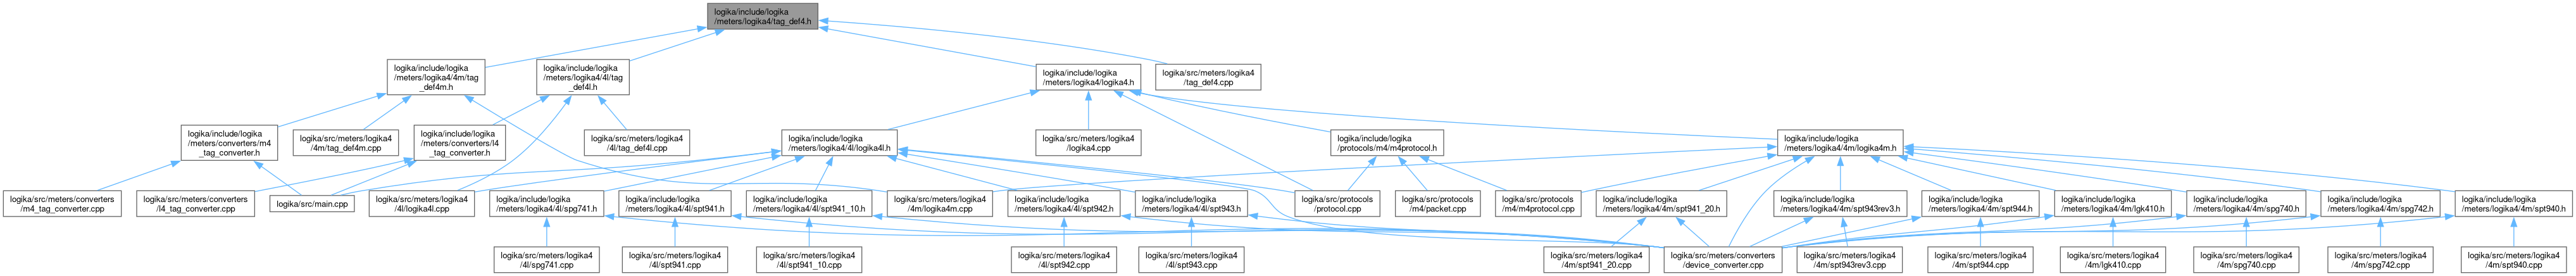 logika/include/logika
/meters/logika4/tag_def4.h
logika/include/logika
/meters/logika4/4m/tag
_def4m.h
logika/include/logika
/meters/logika4/4l/tag
_def4l.h
logika/include/logika
/meters/logika4/logika4.h
logika/src/meters/logika4
/tag_def4.cpp
logika/include/logika
/meters/converters/m4
_tag_converter.h
logika/src/meters/logika4
/4m/tag_def4m.cpp
logika/include/logika
/meters/converters/l4
_tag_converter.h
logika/src/meters/logika4
/4l/tag_def4l.cpp
logika/include/logika
/meters/logika4/4l/logika4l.h
logika/src/meters/logika4
/logika4.cpp
logika/include/logika
/protocols/m4/m4protocol.h
logika/include/logika
/meters/logika4/4m/logika4m.h
logika/src/meters/converters
/m4_tag_converter.cpp
logika/src/meters/converters
/l4_tag_converter.cpp
logika/src/main.cpp
logika/src/meters/logika4
/4l/logika4l.cpp
logika/include/logika
/meters/logika4/4l/spg741.h
logika/include/logika
/meters/logika4/4l/spt941.h
logika/include/logika
/meters/logika4/4l/spt941_10.h
logika/src/meters/logika4
/4m/logika4m.cpp
logika/include/logika
/meters/logika4/4l/spt942.h
logika/include/logika
/meters/logika4/4l/spt943.h
logika/src/protocols
/protocol.cpp
logika/src/protocols
/m4/packet.cpp
logika/src/protocols
/m4/m4protocol.cpp
logika/include/logika
/meters/logika4/4m/spt941_20.h
logika/include/logika
/meters/logika4/4m/spt943rev3.h
logika/include/logika
/meters/logika4/4m/spt944.h
logika/include/logika
/meters/logika4/4m/lgk410.h
logika/include/logika
/meters/logika4/4m/spg740.h
logika/include/logika
/meters/logika4/4m/spg742.h
logika/include/logika
/meters/logika4/4m/spt940.h
logika/src/meters/logika4
/4l/spg741.cpp
logika/src/meters/logika4
/4l/spt941.cpp
logika/src/meters/logika4
/4l/spt941_10.cpp
logika/src/meters/logika4
/4l/spt942.cpp
logika/src/meters/logika4
/4l/spt943.cpp
logika/src/meters/logika4
/4m/spt941_20.cpp
logika/src/meters/converters
/device_converter.cpp
logika/src/meters/logika4
/4m/spt943rev3.cpp
logika/src/meters/logika4
/4m/spt944.cpp
logika/src/meters/logika4
/4m/lgk410.cpp
logika/src/meters/logika4
/4m/spg740.cpp
logika/src/meters/logika4
/4m/spg742.cpp
logika/src/meters/logika4
/4m/spt940.cpp